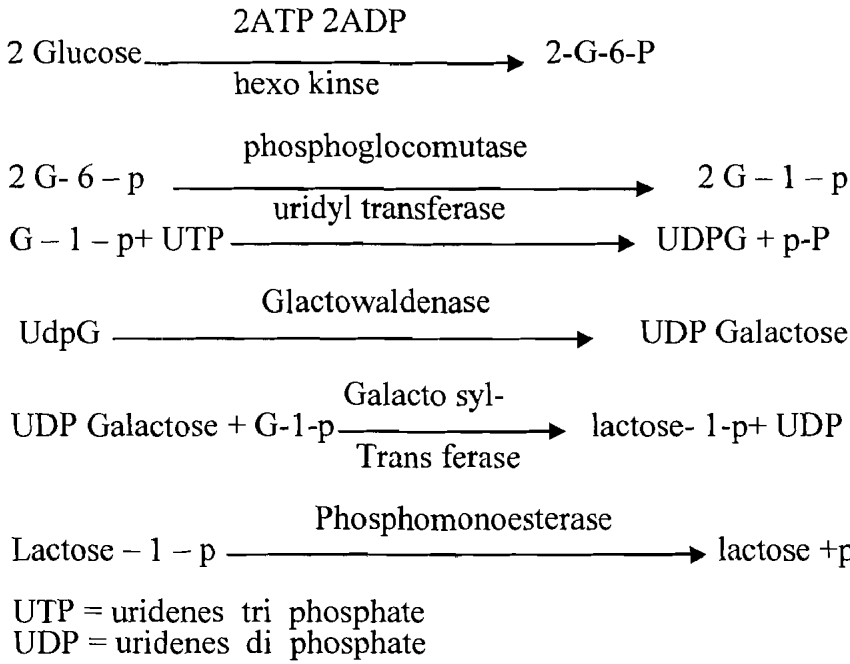 2ATP 2ADP
2 Glucose 2-G-6-P
hexo kinse
phosphoglocomutase
2 G- 6 – p 2 G – 1 – p
uridyl transferase
G – 1 – p+ UTP UDPG + p-P
Glactowaldenase
UdpG UDP Galactose
Galacto syl-
UDP Galactose + G-1-p lactose- 1-p+ UDP
Trans ferase
Phosphomonoesterase
Lactose – 1 – p lactose +p
UTP = uridenes tri phosphate
UDP = uridenes di phosphate